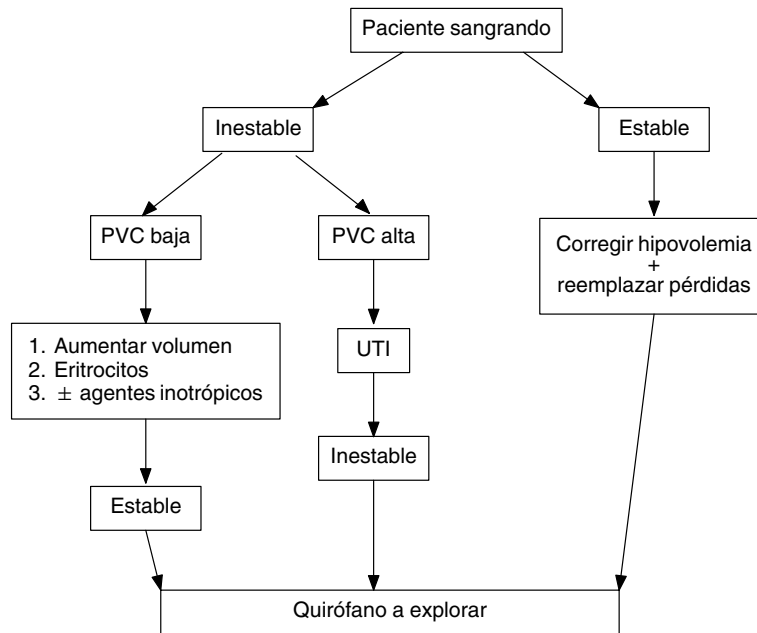 Paciente sangrando
Inestable
Estable
PVC baja
PVC alta
Corregir hipovolemia
+
reemplazar pérdidas
1. Aumentar volumen
2. Eritrocitos
3. ± agentes inotrópicos
UTI
Inestable
Estable
Quirófano a explorar